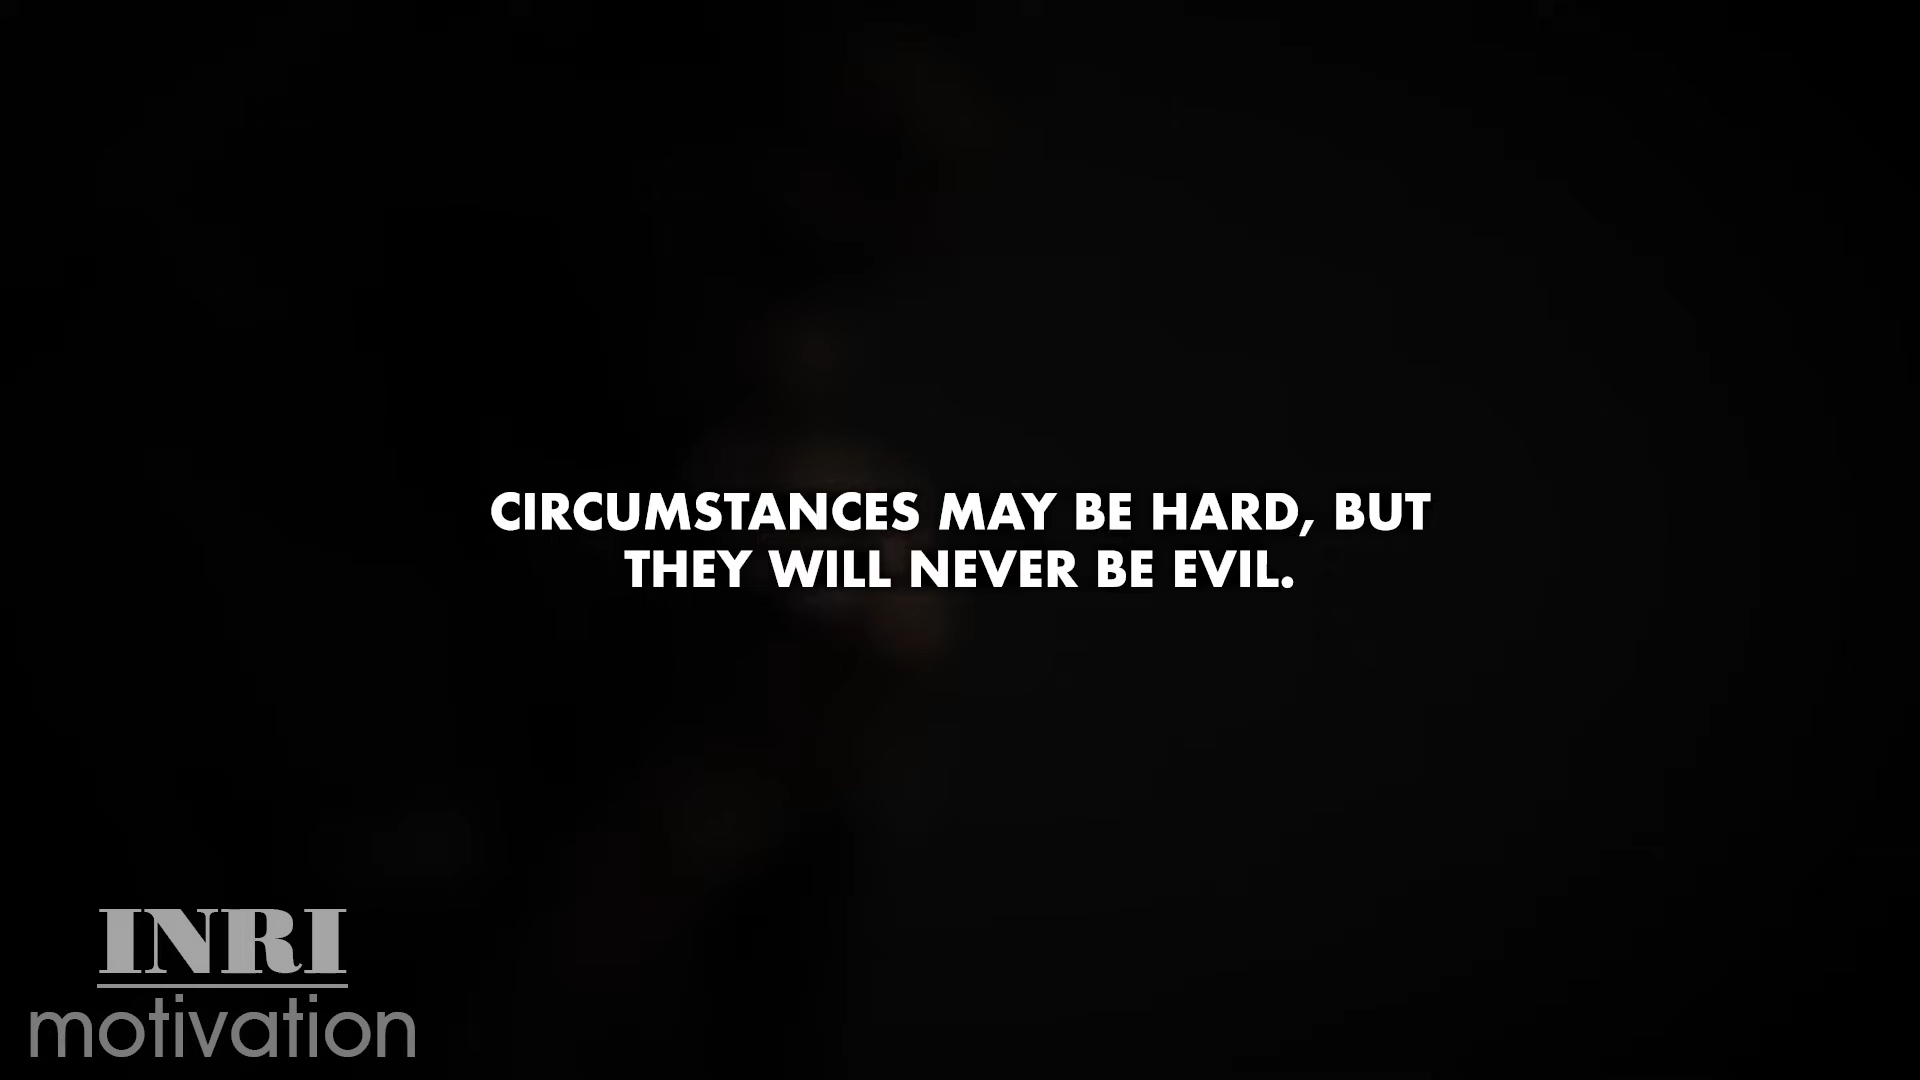 CIRCUMSTANCES MAY BE HARD, BUT
THEY WILL NEVER BE EVIL.
INRI
motivation